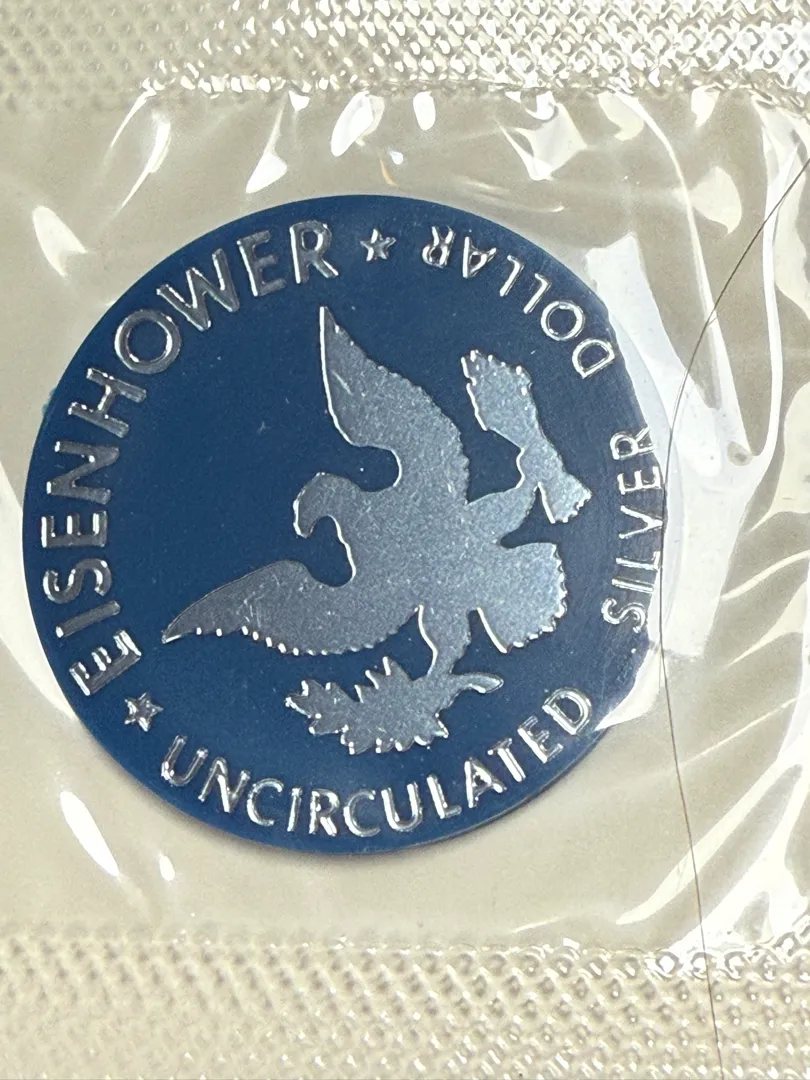 EISENHOWER ★
UNCIRCULATED SILVER DOLLAR ★